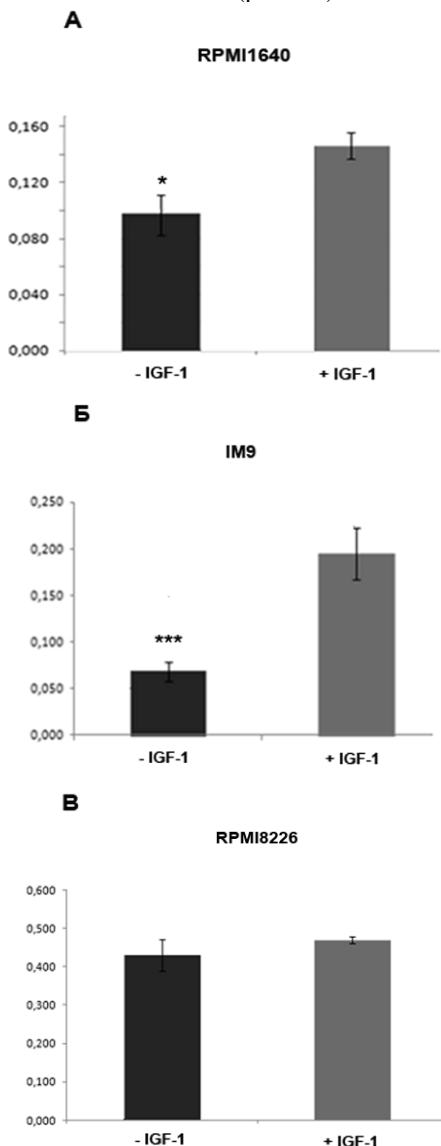 А
RPMI1640
0,160
*
0,120
0,080
0,040
0,000
- IGF-1 + IGF-1
Б
IM9
0,250
0,200
0,150
***
0,100
0,050
0,000
- IGF-1 + IGF-1
В
RPMI8226
0,600
0,500
0,400
0,300
0,200
0,100
0,000
- IGF-1 + IGF-1